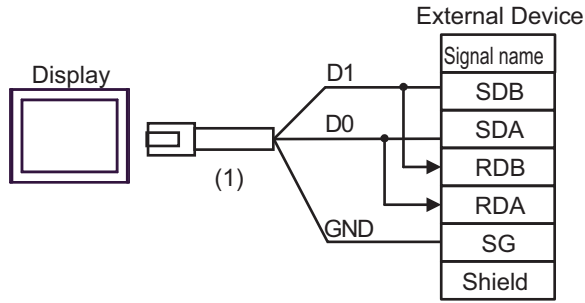 External Device
Display
(1)
D1
D0
GND
Signal name
SDB
SDA
RDB
RDA
SG
Shield